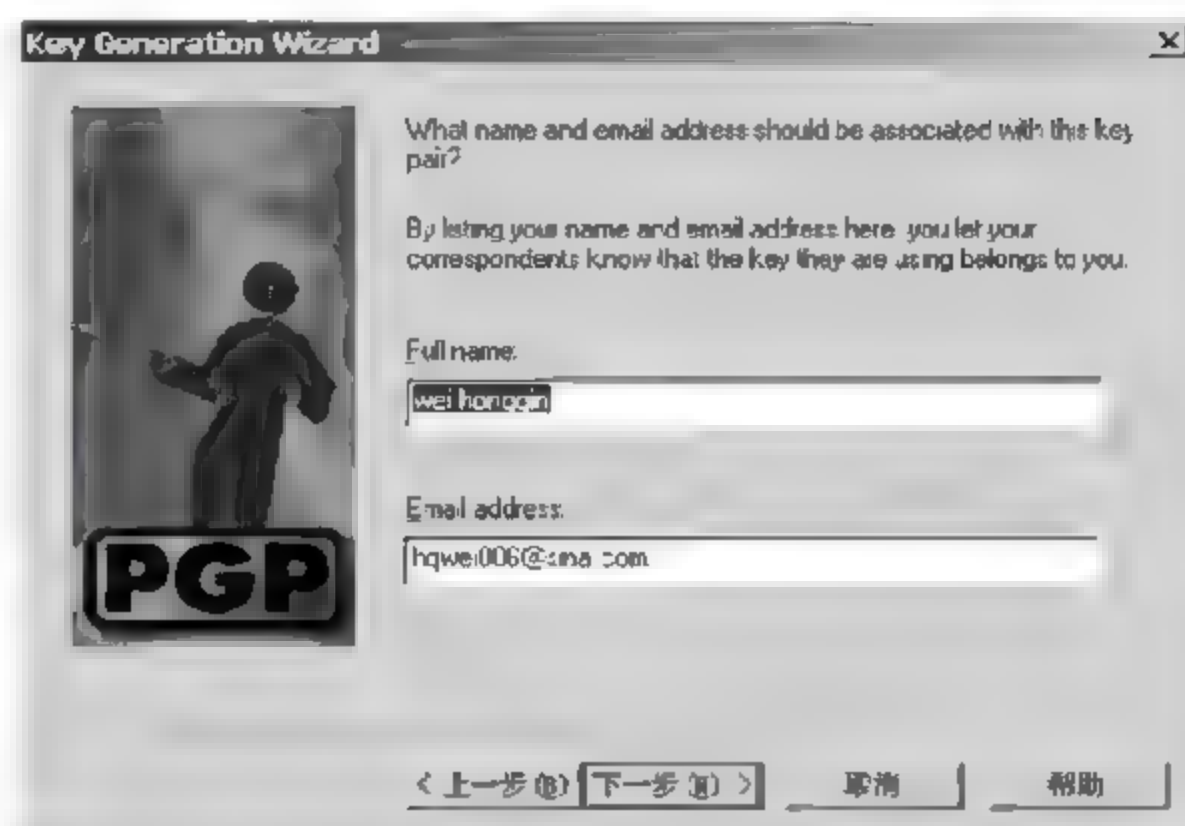 Key Generation Wizard
What name and email address should be associated with this key
pair?
By listing your name and email address here, you let your
correspondents know that the key they are using belongs to you.
Full name:
wei hongqin
Email address:
hqwei006@sina.com
PGP
< 上一步(B) 下一步(N) > 取消 帮助